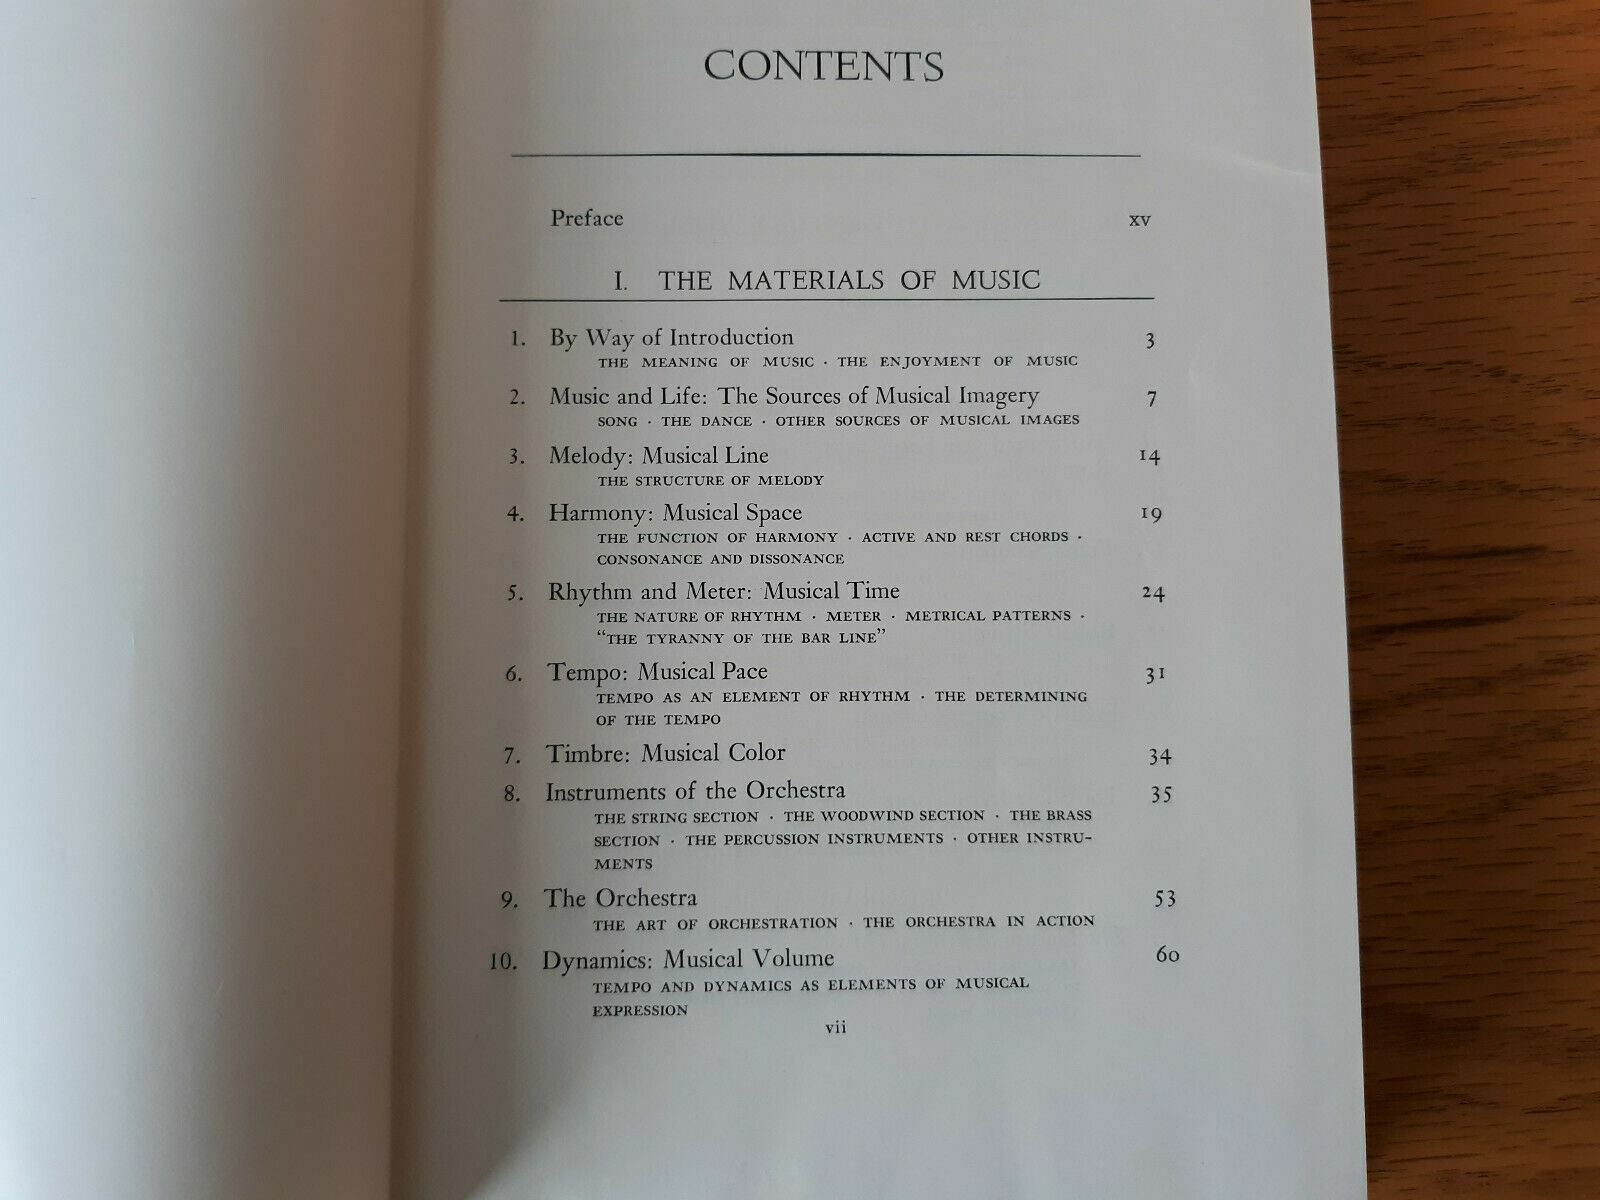 CONTENTS
Preface xv
I. THE MATERIALS OF MUSIC
1. By Way of Introduction 3
THE MEANING OF MUSIC · THE ENJOYMENT OF MUSIC
2. Music and Life: The Sources of Musical Imagery 7
SONG · THE DANCE · OTHER SOURCES OF MUSICAL IMAGES
3. Melody: Musical Line 14
THE STRUCTURE OF MELODY
4. Harmony: Musical Space 19
THE FUNCTION OF HARMONY · ACTIVE AND REST CHORDS ·
CONSONANCE AND DISSONANCE
5. Rhythm and Meter: Musical Time 24
THE NATURE OF RHYTHM · METER · METRICAL PATTERNS ·
“THE TYRANNY OF THE BAR LINE”
6. Tempo: Musical Pace 31
TEMPO AS AN ELEMENT OF RHYTHM · THE DETERMINING
OF THE TEMPO
7. Timbre: Musical Color 34
8. Instruments of the Orchestra 35
THE STRING SECTION · THE WOODWIND SECTION · THE BRASS
SECTION · THE PERCUSSION INSTRUMENTS · OTHER INSTRU-
MENTS
9. The Orchestra 53
THE ART OF ORCHESTRATION · THE ORCHESTRA IN ACTION
10. Dynamics: Musical Volume 60
TEMPO AND DYNAMICS AS ELEMENTS OF MUSICAL
EXPRESSION
vii